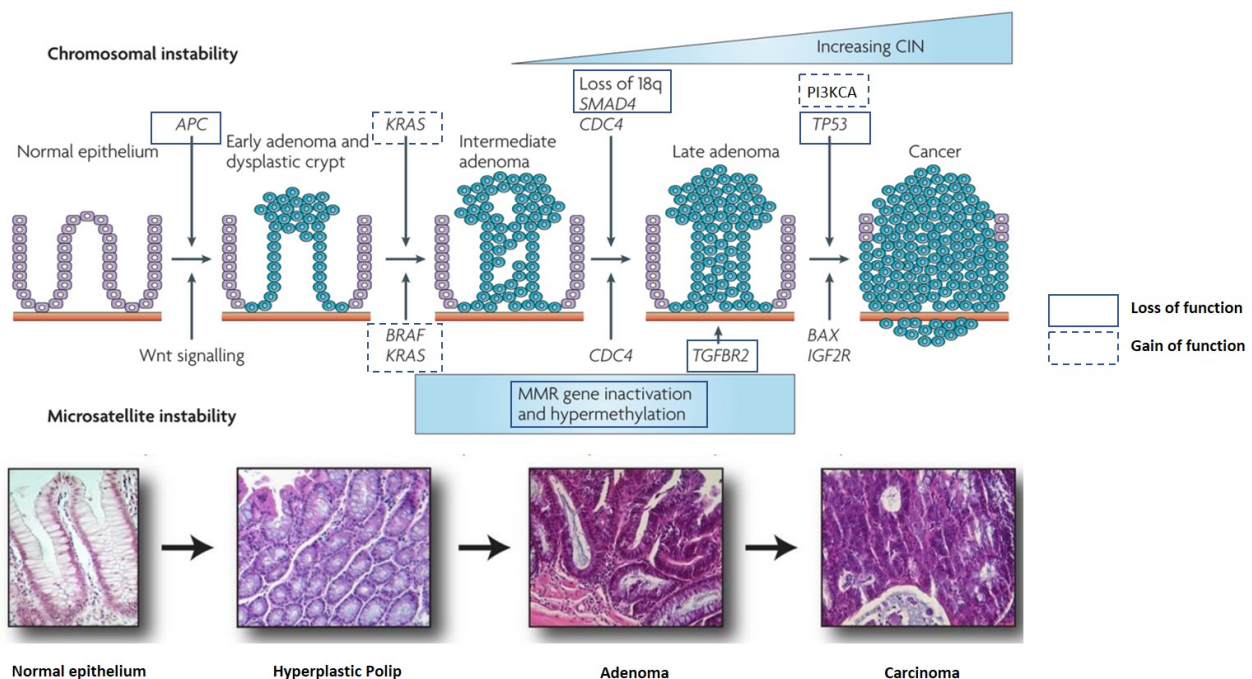 Chromosomal instability
Increasing CIN
Loss of 18q
SMAD4
CDC4
PI3KCA
TP53
APC
KRAS
Normal epithelium
Early adenoma and
dysplastic crypt
Intermediate
adenoma
Late adenoma
Cancer
Wnt signalling
BRAF
KRAS
CDC4
TGFBR2
BAX
IGF2R
Loss of function
Gain of function
MMR gene inactivation
and hypermethylation
Microsatellite instability
Normal epithelium
Hyperplastic Polip
Adenoma
Carcinoma